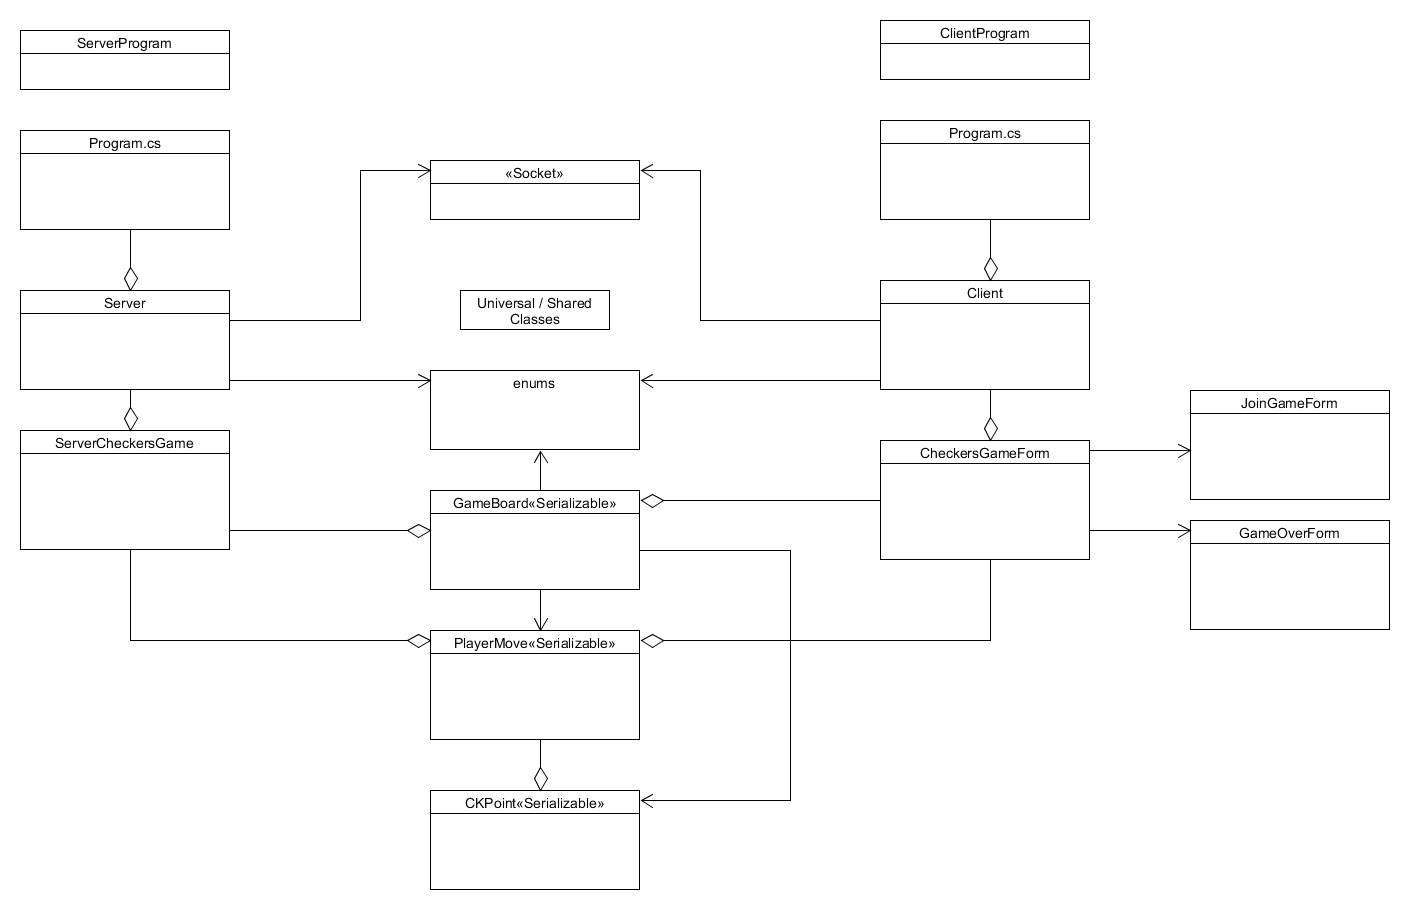 ServerProgram
ClientProgram
Program.cs
Program.cs
«Socket»
Server
Universal / Shared
Classes
Client
enums
JoinGameForm
ServerCheckersGame
CheckersGameForm
GameBoard«Serializable»
GameOverForm
PlayerMove«Serializable»
CKPoint«Serializable»